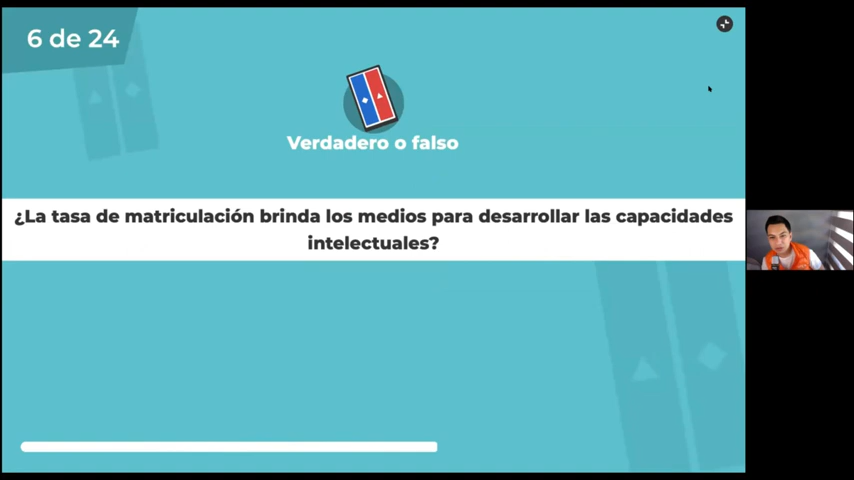 6 de 24
Verdadero o falso
¿La tasa de matriculación brinda los medios para desarrollar las capacidades
intelectuales?